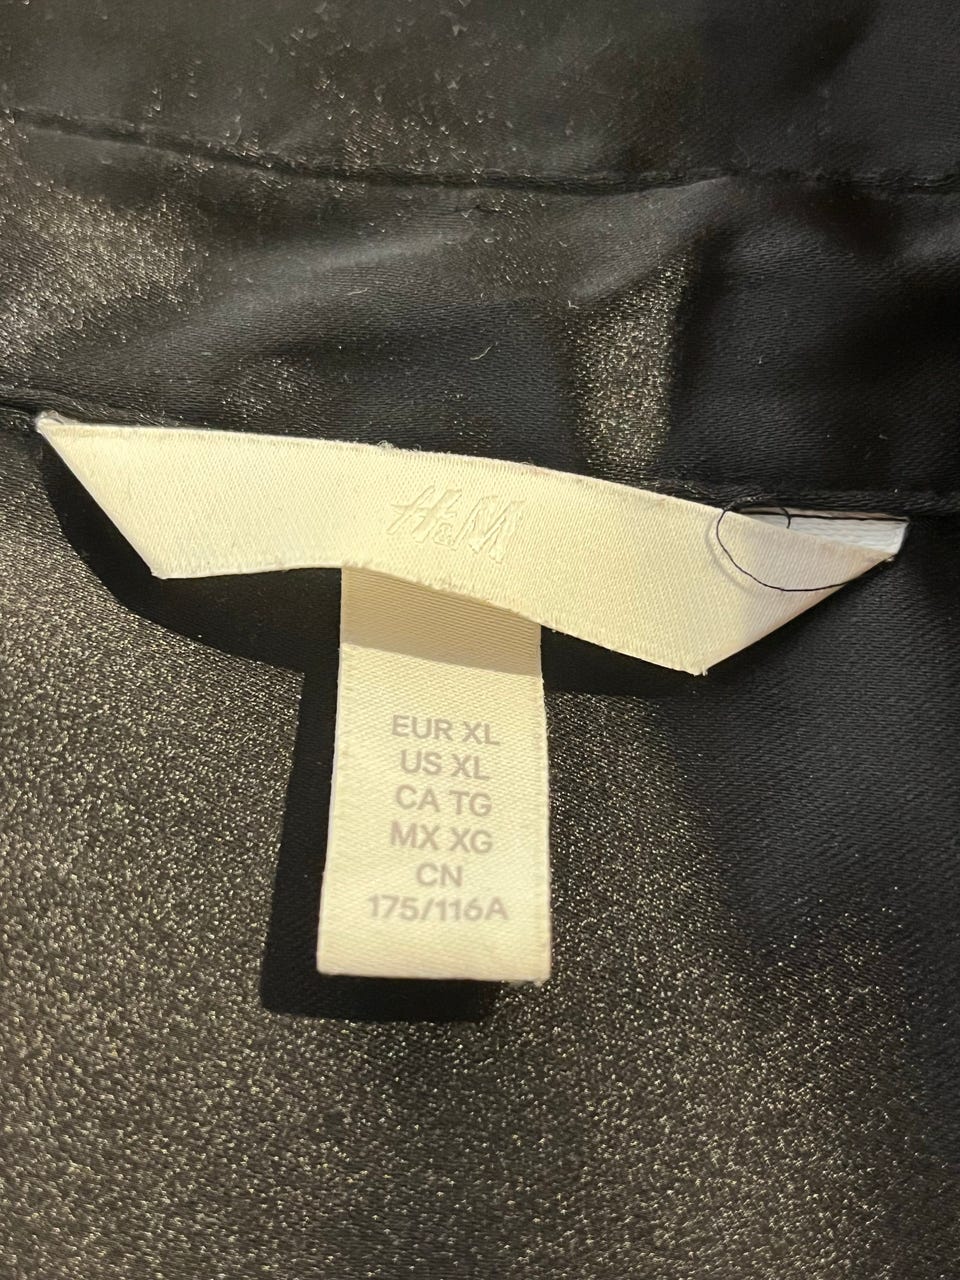 H&M
EUR XL
US XL
CA TG
MX XG
CN
175/116A